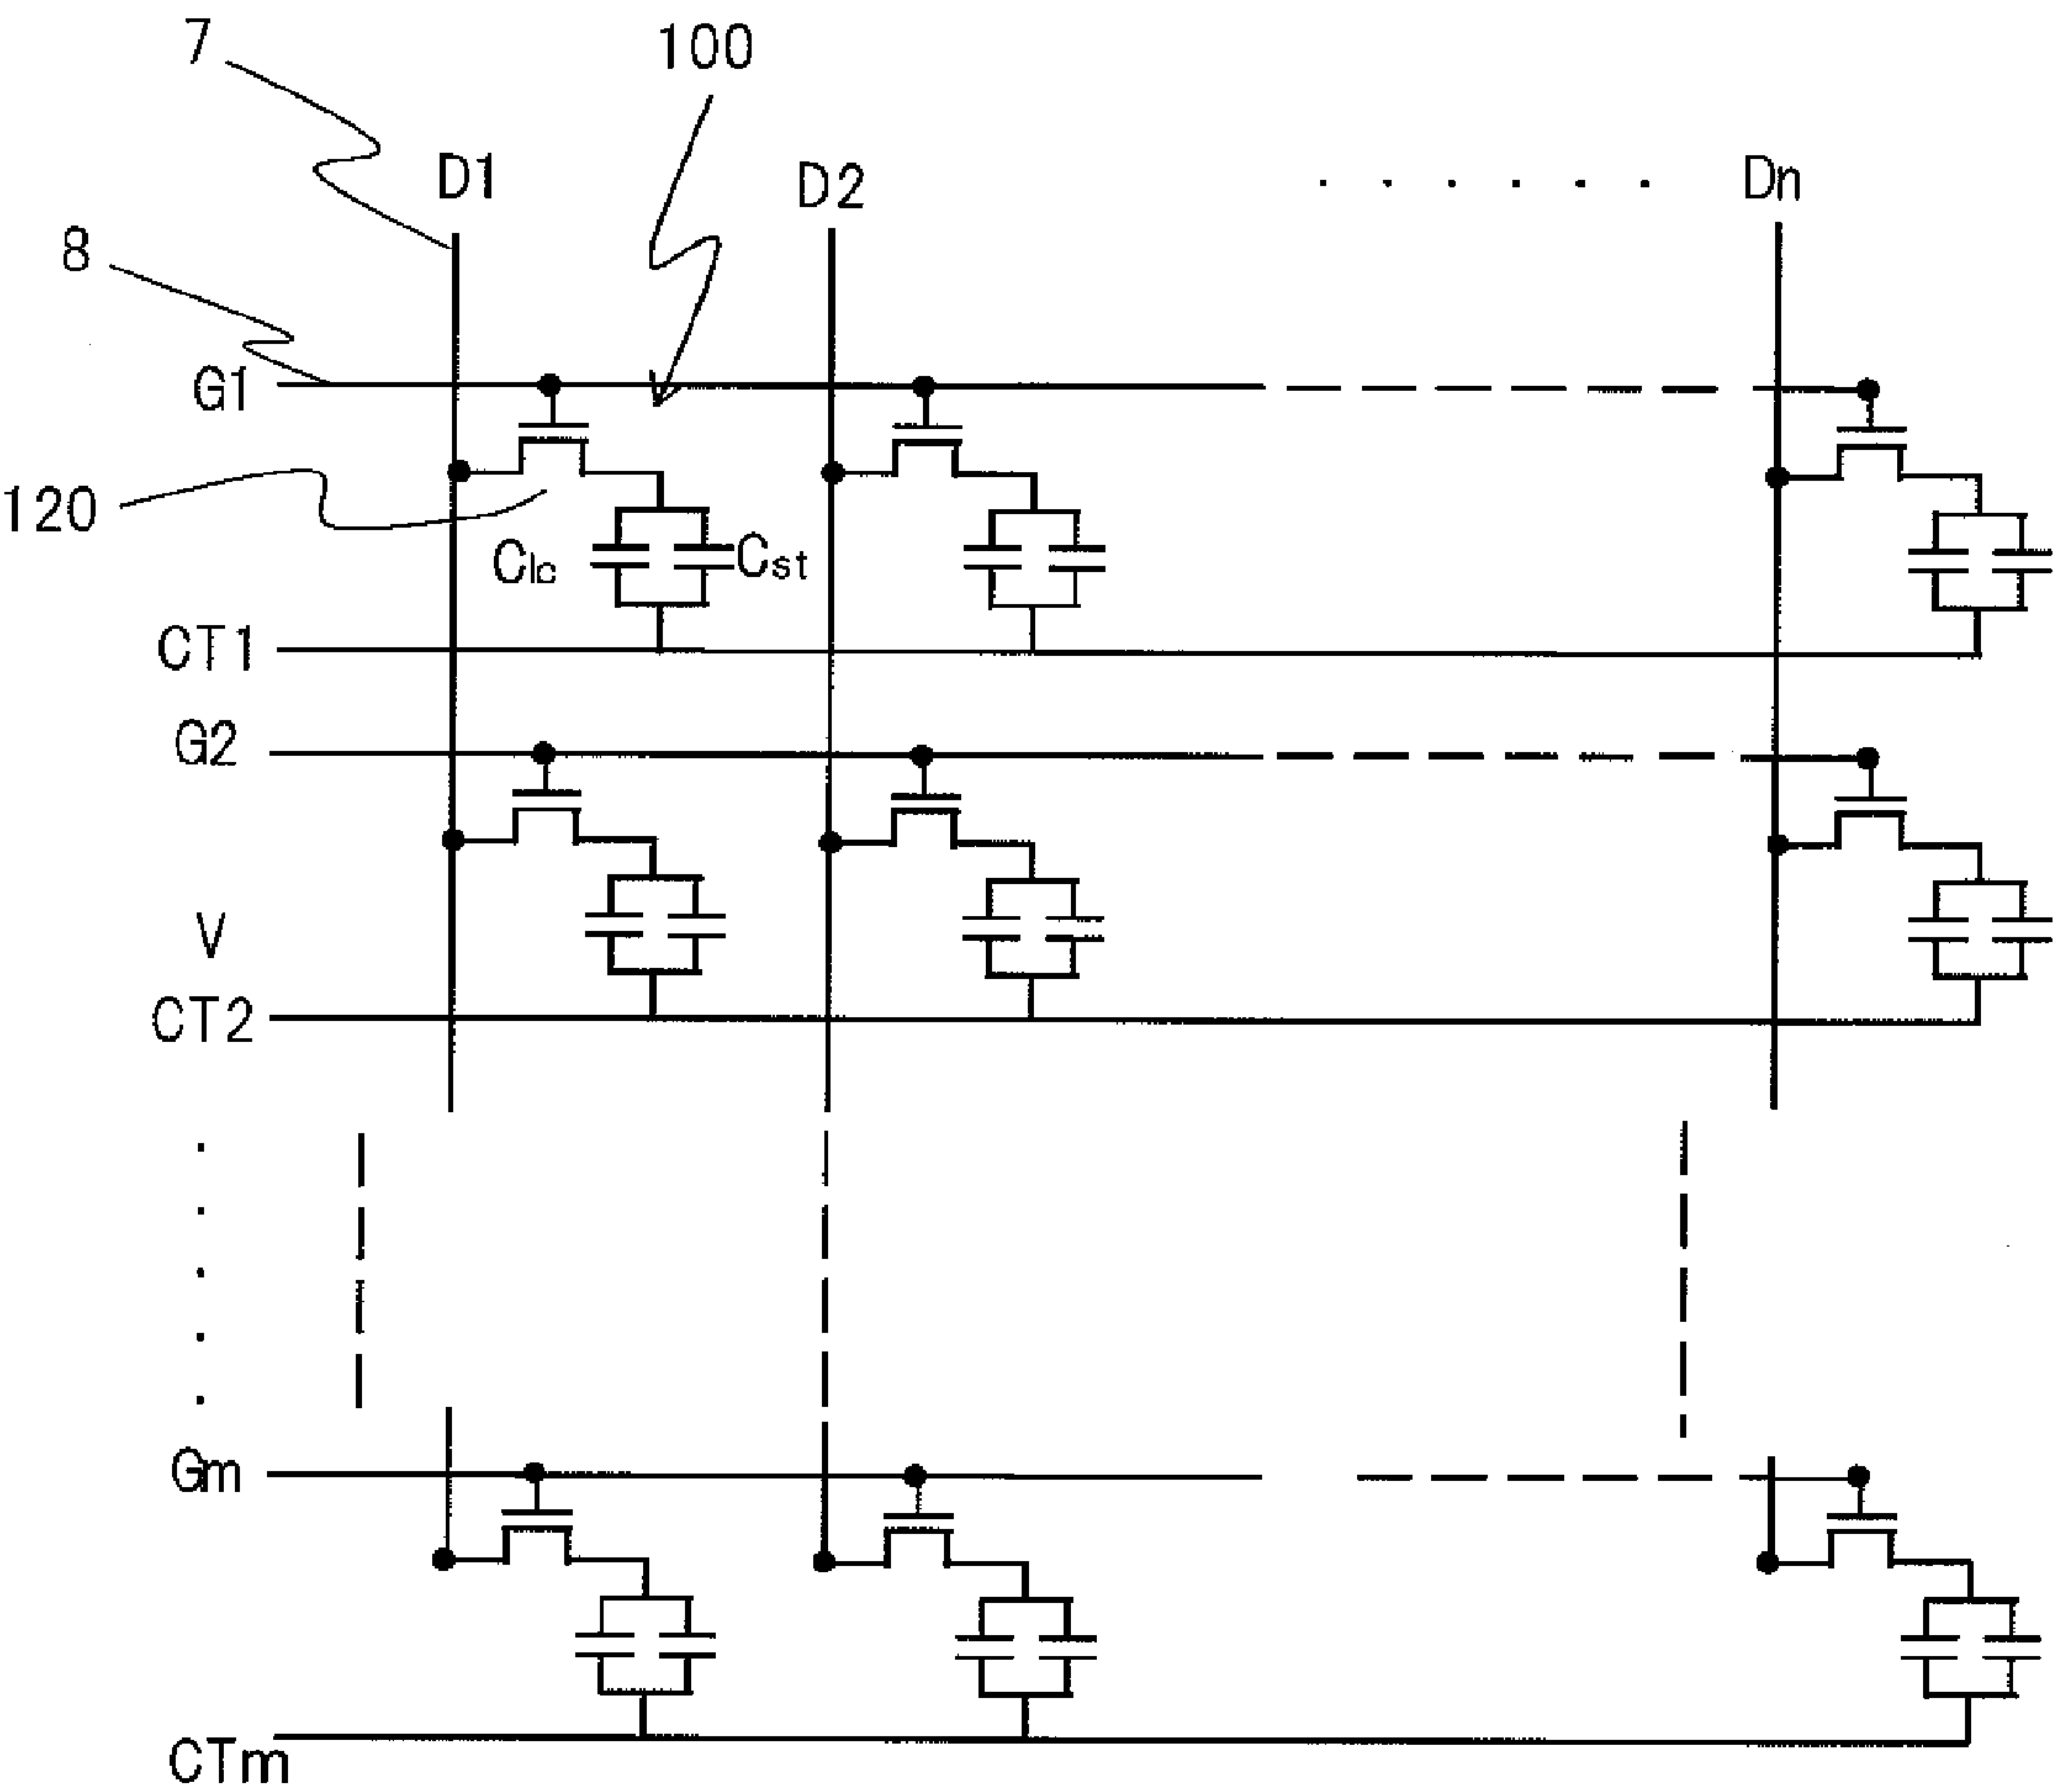 7
100
D1
D2
. . . . . .
Dn
8
G1
120
Clc
Cst
CT1
G2
V
CT2
Gm
CTm